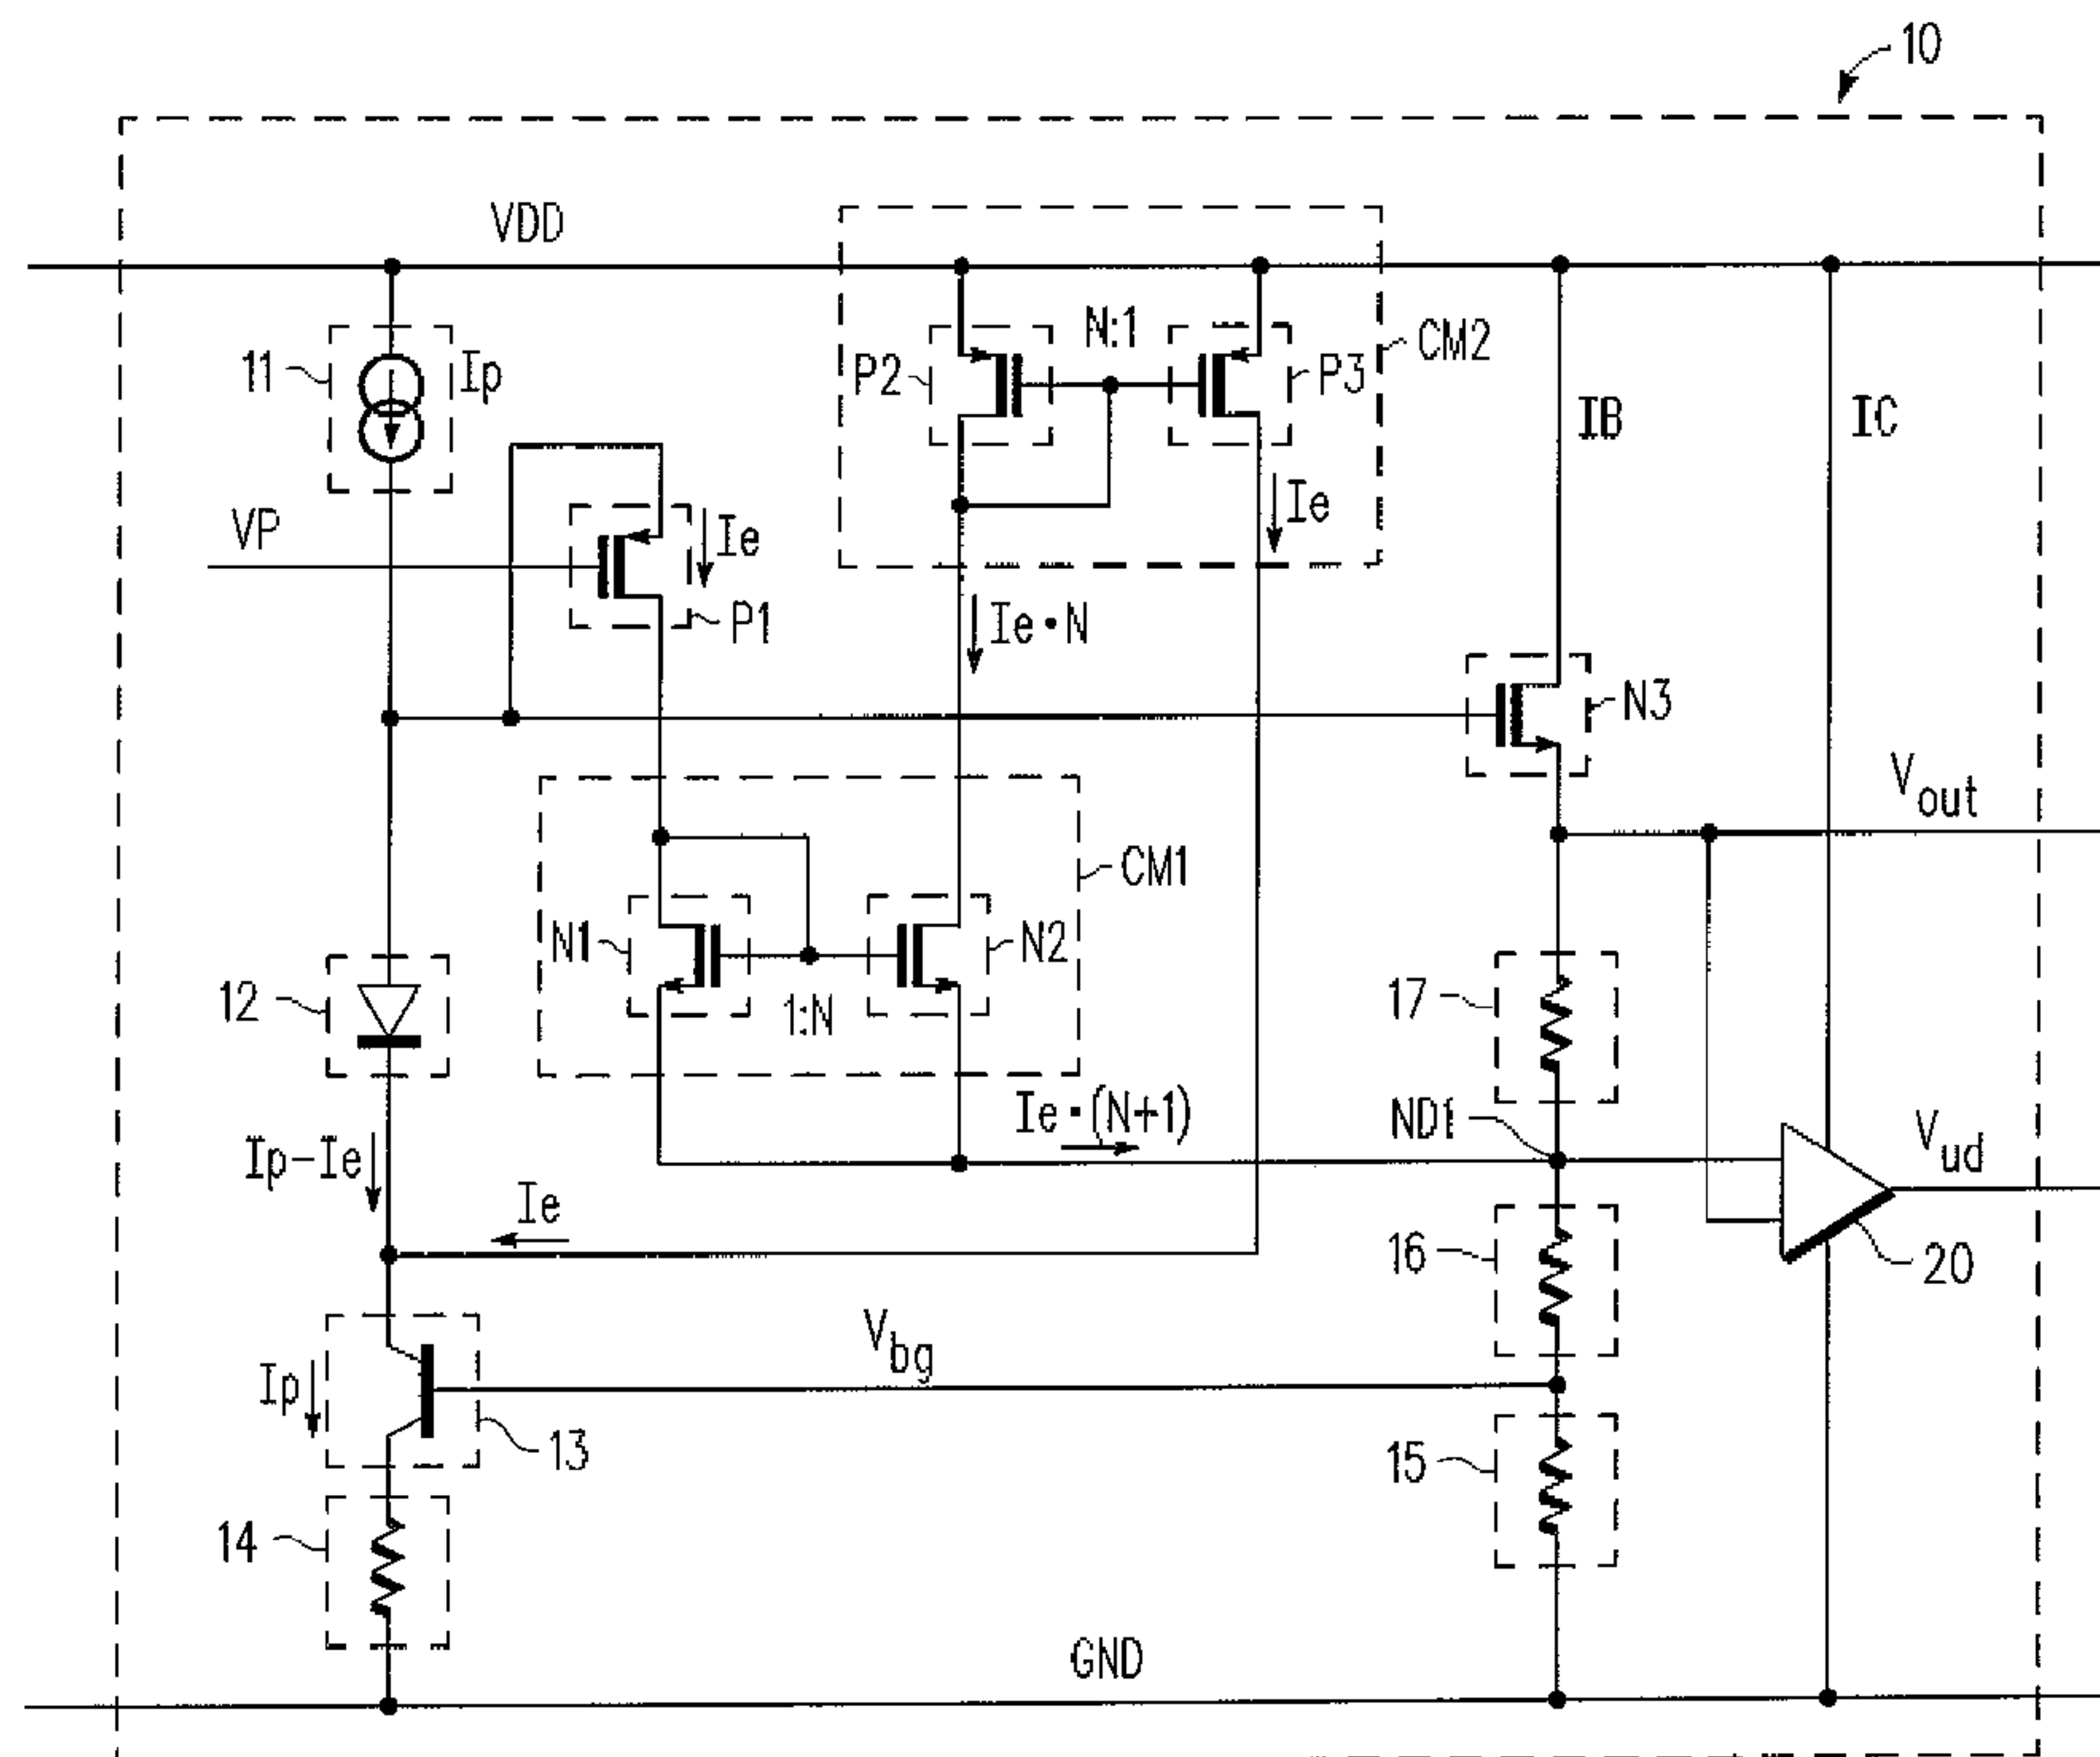 10
VDD
N:1
CM2
11
Ip
P2
P3
IB
IC
VP
Ie
Ie
P1
Ie•N
N3
Vout
CM1
N1
N2
12
1:N
17
Ie•(N+1)
ND1
Vud
Ip−Ie
Ie
16
20
Vbg
Ip
13
15
14
GND